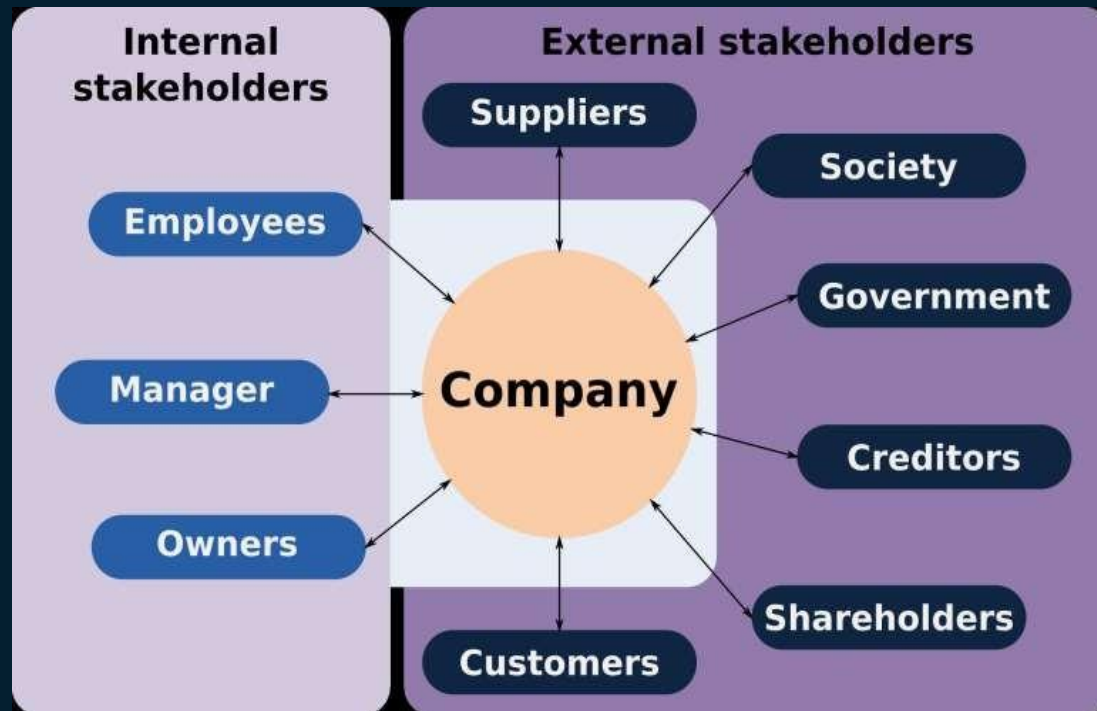 Internal
stakeholders
Employees
Manager
Owners
External stakeholders
Suppliers
Society
Government
Company
Creditors
Shareholders
Customers